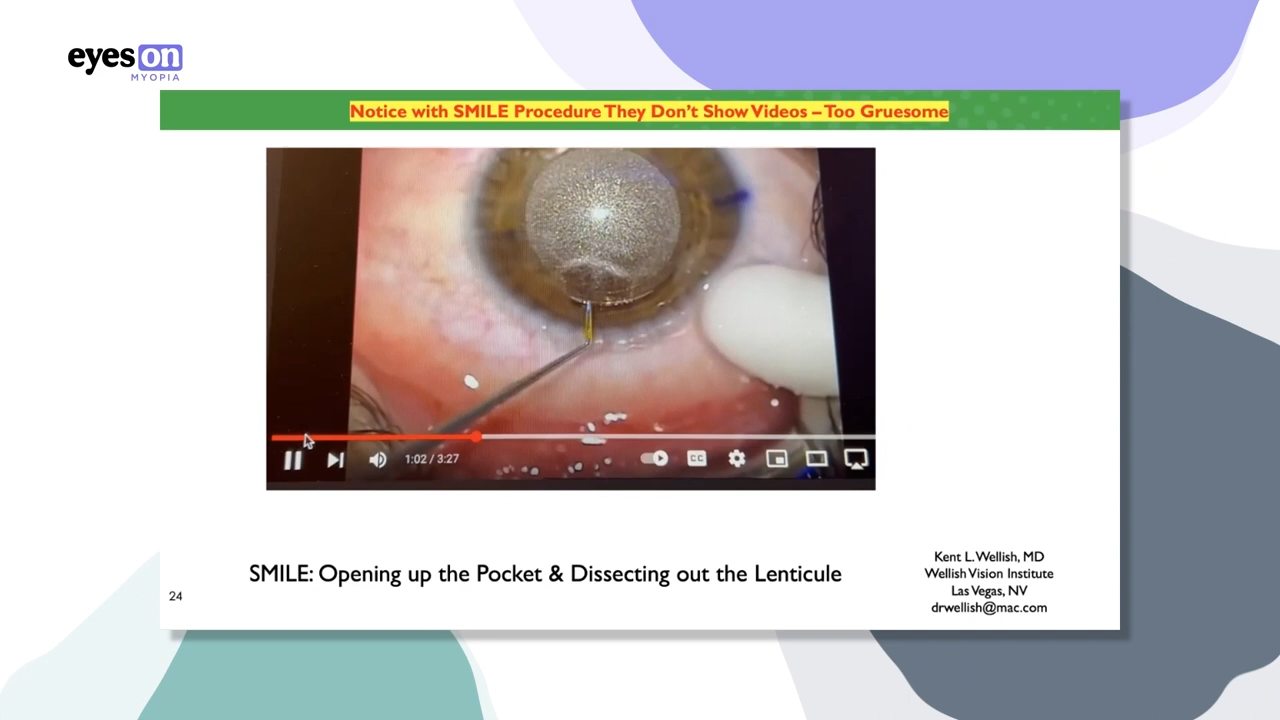 eyes on
MYOPIA
Notice with SMILE Procedure They Don't Show Videos – Too Gruesome
1:02 / 3:27
CC
SMILE: Opening up the Pocket & Dissecting out the Lenticule
Kent L. Wellish, MD
Wellish Vision Institute
Las Vegas, NV
drwellish@mac.com
24